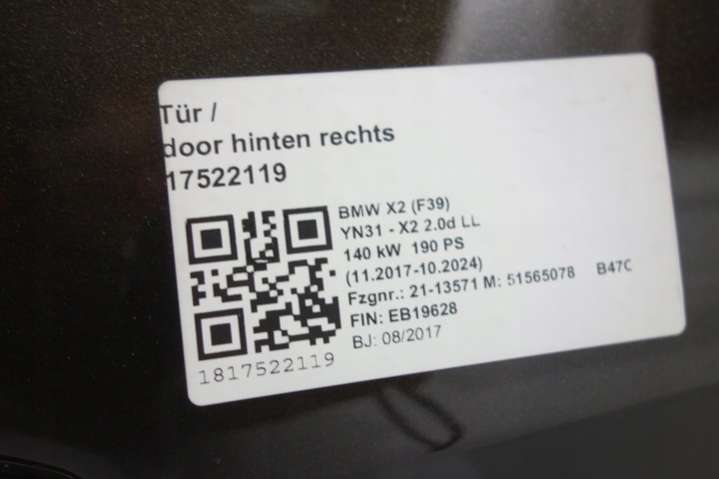 Tür /
door hinten rechts
17522119
BMW X2 (F39)
YN31 - X2 2.0d LL
140 kW 190 PS
(11.2017-10.2024)
Fzgnr.: 21-13571 M: 51565078 B47C
FIN: EB19628
BJ: 08/2017
1817522119